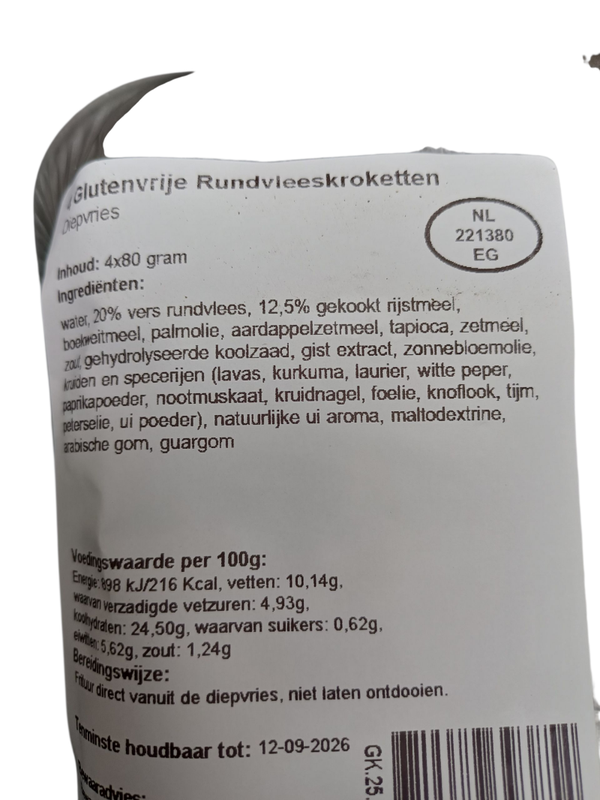 Glutenvrije Rundvleeskroketten
Diepvries
NL
221380
EG
Inhoud: 4x80 gram
Ingrediënten:
water, 20% vers rundvlees, 12,5% gekookt rijstmeel,
boekweitmeel, palmolie, aardappelzetmeel, tapioca, zetmeel,
zout, gehydrolyseerde koolzaad, gist extract, zonnebloemolie,
kruiden en specerijen (lavas, kurkuma, laurier, witte peper,
paprikapoeder, nootmuskaat, kruidnagel, foelie, knoflook, tijm,
peterselie, ui poeder), natuurlijke ui aroma, maltodextrine,
arabische gom, guargom
Voedingswaarde per 100g:
Energie: 898 kJ/216 Kcal, vetten: 10,14g,
waarvan verzadigde vetzuren: 4,93g,
koolhydraten: 24,50g, waarvan suikers: 0,62g,
eiwitten: 5,62g, zout: 1,24g
Bereidingswijze:
Frituur direct vanuit de diepvries, niet laten ontdooien.
Tenminste houdbaar tot: 12-09-2026
GK.25.
Bewaaradvies: